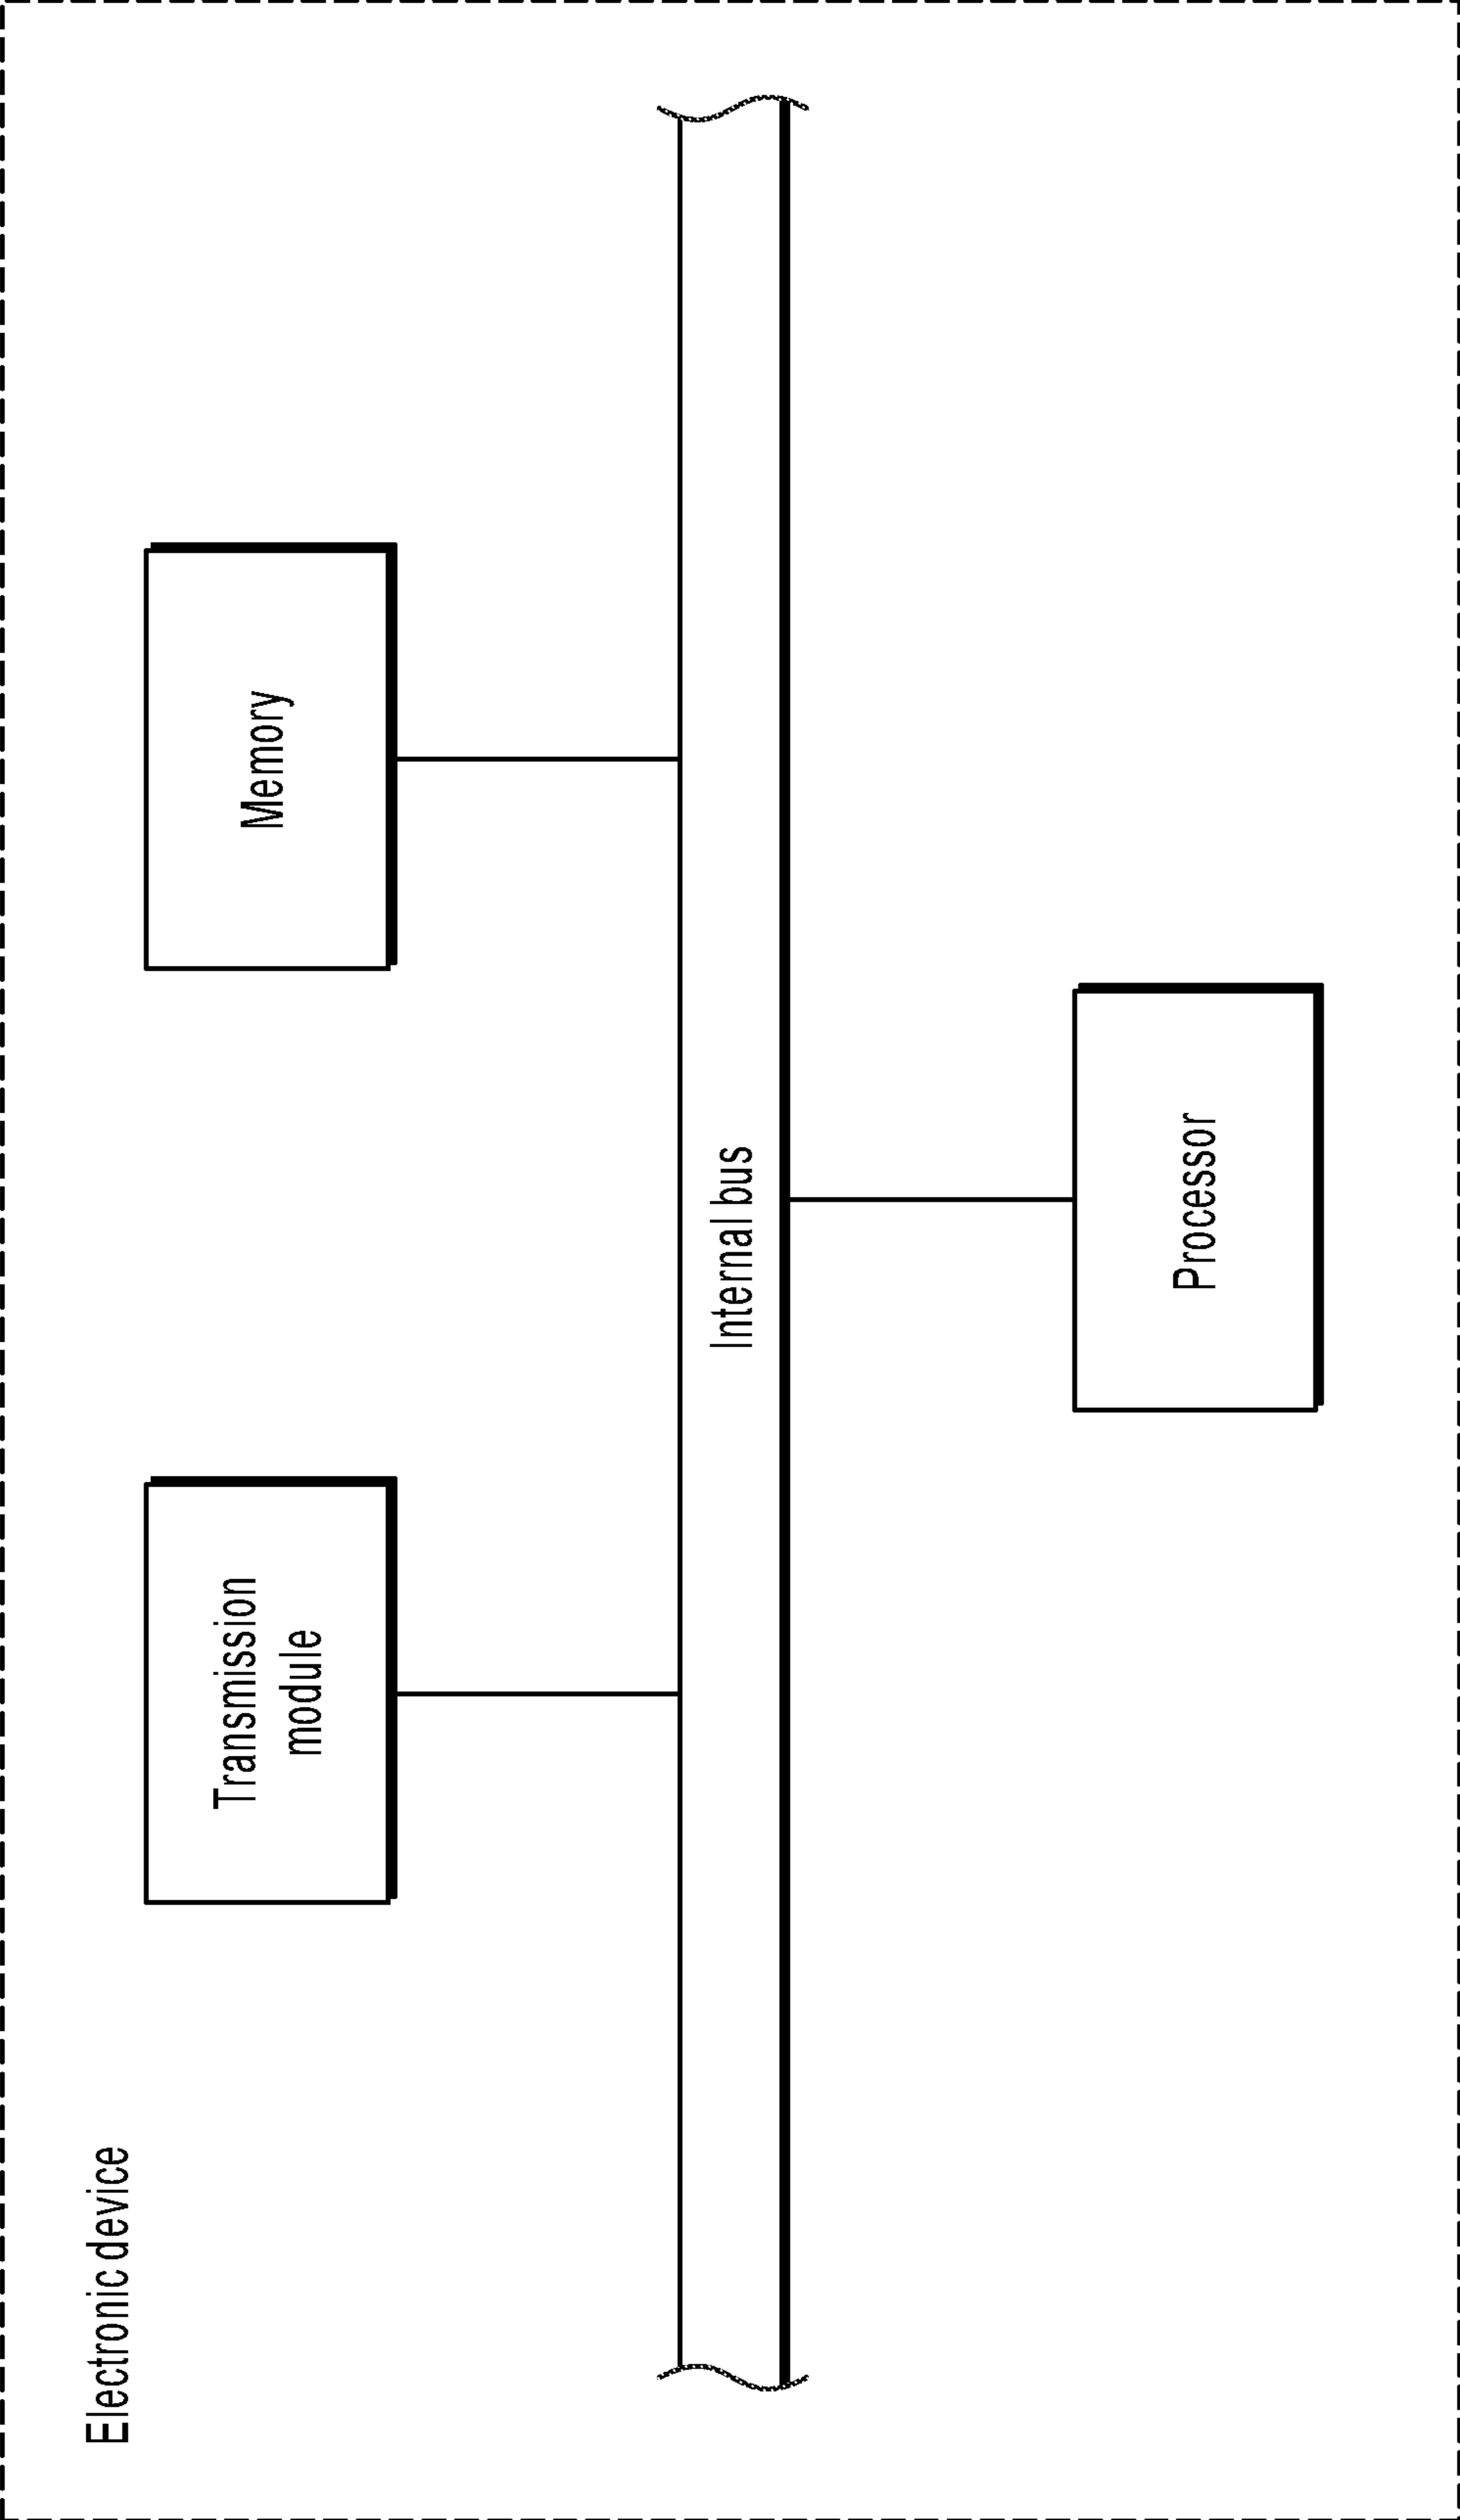 Electronic device
Transmission
module
Memory
Internal bus
Processor